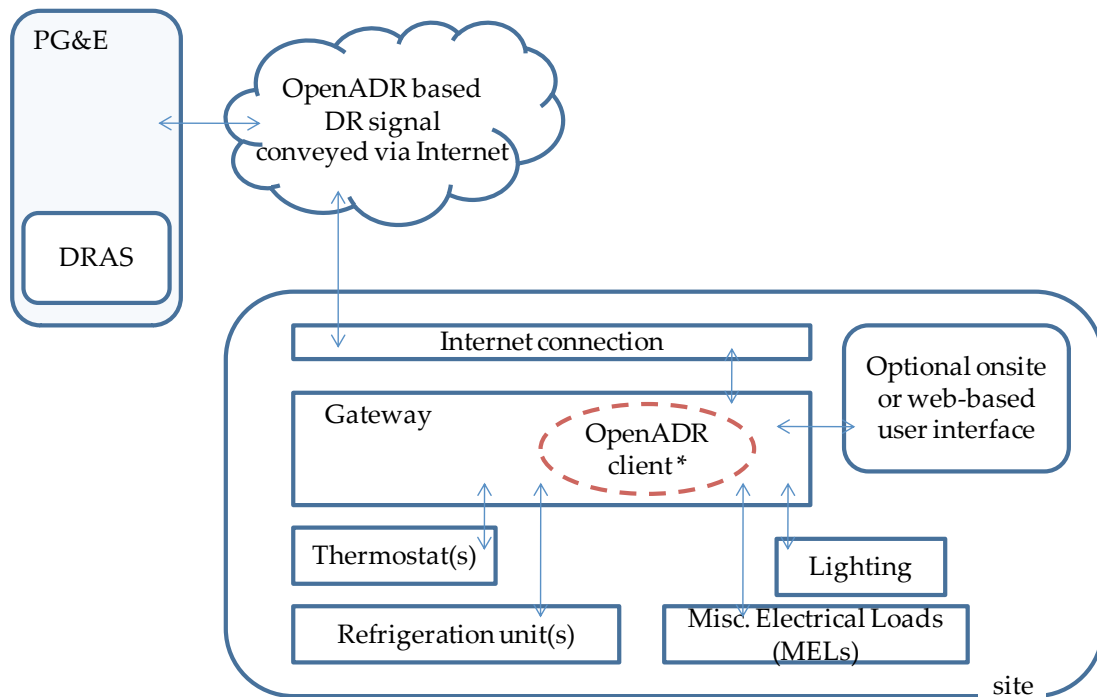 PG&E
OpenADR based
DR signal
conveyed via Internet
DRAS
Internet connection
Optional onsite
or web-based
user interface
Gateway
OpenADR
client *
Thermostat(s)
Lighting
Refrigeration unit(s)
Misc. Electrical Loads
(MELs)
site